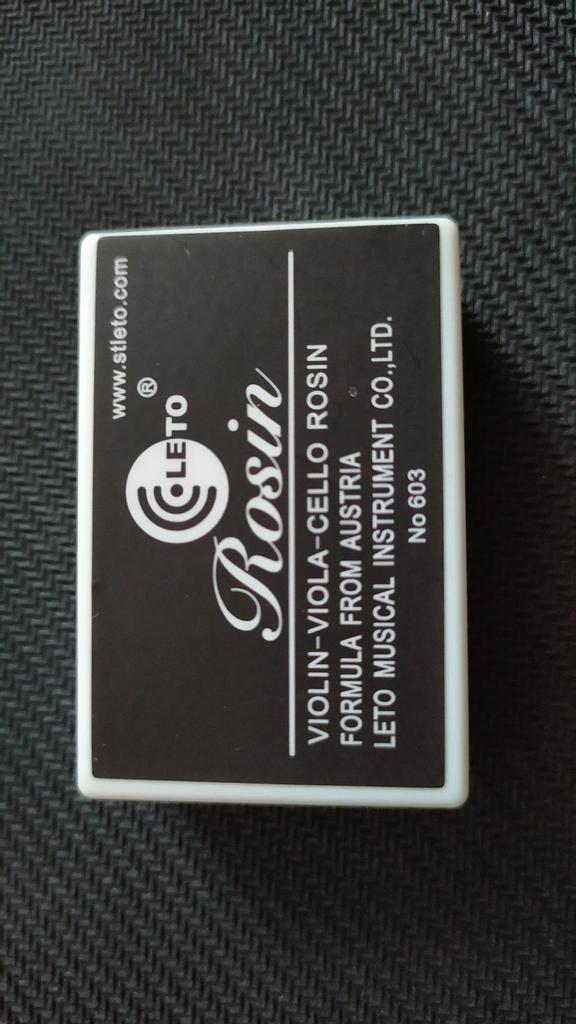 www.stleto.com
LETO®
Rosin
VIOLIN-VIOLA-CELLO ROSIN
FORMULA FROM AUSTRIA
LETO MUSICAL INSTRUMENT CO.,LTD.
No 603